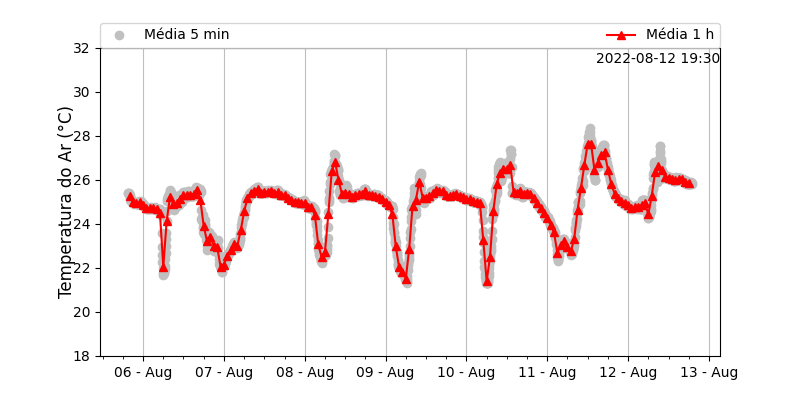 Média 5 min
Média 1 h
2022-08-12 19:30
Temperatura do Ar (°C)
32
30
28
26
24
22
20
18
06 - Aug
07 - Aug
08 - Aug
09 - Aug
10 - Aug
11 - Aug
12 - Aug
13 - Aug